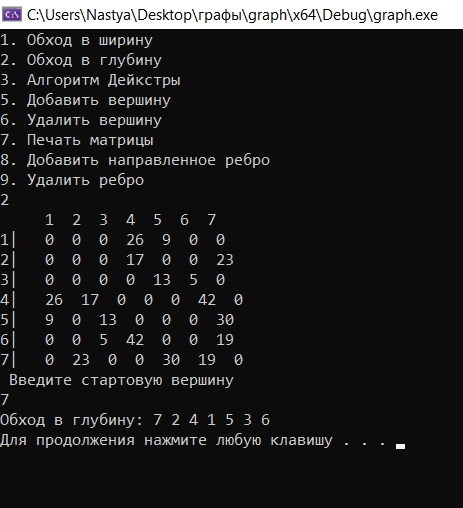 C:\Users\Nastya\Desktop\графы\graph\x64\Debug\graph.exe
1. Обход в ширину
2. Обход в глубину
3. Алгоритм Дейкстры
5. Добавить вершину
6. Удалить вершину
7. Печать матрицы
8. Добавить направленное ребро
9. Удалить ребро
2
     1  2  3  4  5  6  7
1|   0  0  0  26  9  0  0
2|   0  0  0  17  0  0  23
3|   0  0  0  0  13  5  0
4|   26  17  0  0  0  42  0
5|   9  0  13  0  0  0  30
6|   0  0  5  42  0  0  19
7|   0  23  0  0  30  19  0
 Введите стартовую вершину
7
Обход в глубину: 7 2 4 1 5 3 6
Для продолжения нажмите любую клавишу . . .